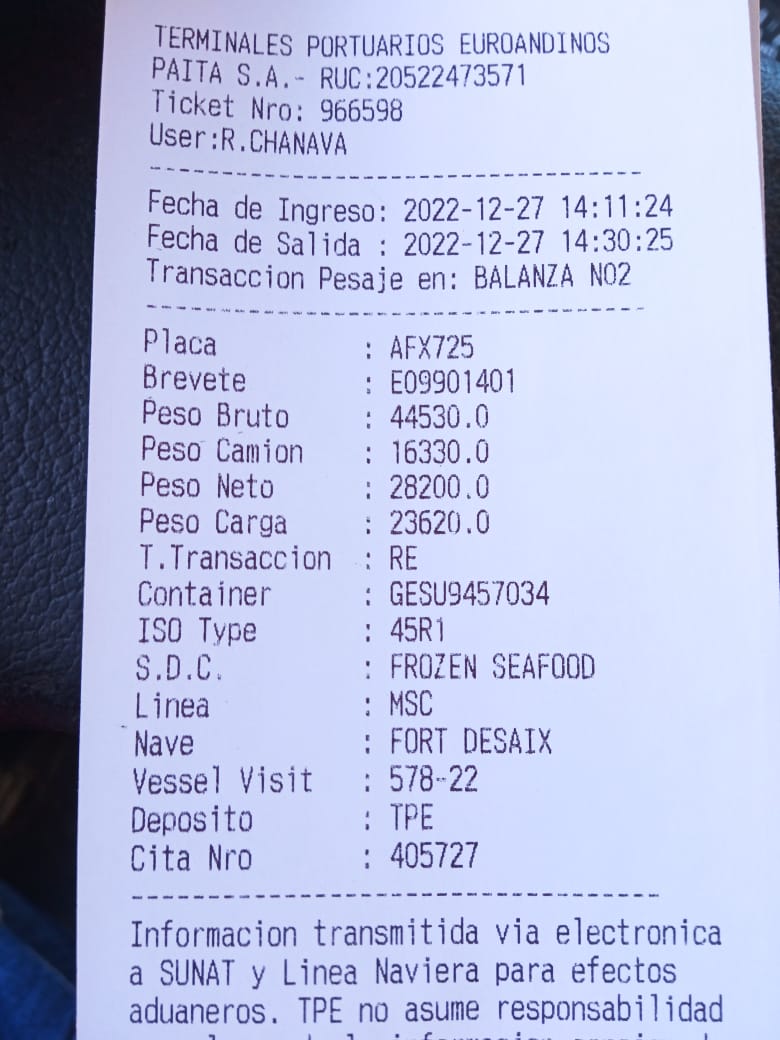 TERMINALES PORTUARIOS EUROANDINOS
PAITA S.A.- RUC:20522473571
Ticket Nro: 966598
User:R.CHANAVA
----------------------------------
Fecha de Ingreso: 2022-12-27 14:11:24
Fecha de Salida : 2022-12-27 14:30:25
Transaccion Pesaje en: BALANZA NO2
----------------------------------
Placa : AFX725
Brevete : E09901401
Peso Bruto : 44530.0
Peso Camion : 16330.0
Peso Neto : 28200.0
Peso Carga : 23620.0
T.Transaccion : RE
Container : GESU9457034
ISO Type : 45R1
S.D.C. : FROZEN SEAFOOD
Linea : MSC
Nave : FORT DESAIX
Vessel Visit : 578-22
Deposito : TPE
Cita Nro : 405727
----------------------------------
Informacion transmitida via electronica
a SUNAT y Linea Naviera para efectos
aduaneros. TPE no asume responsabilidad